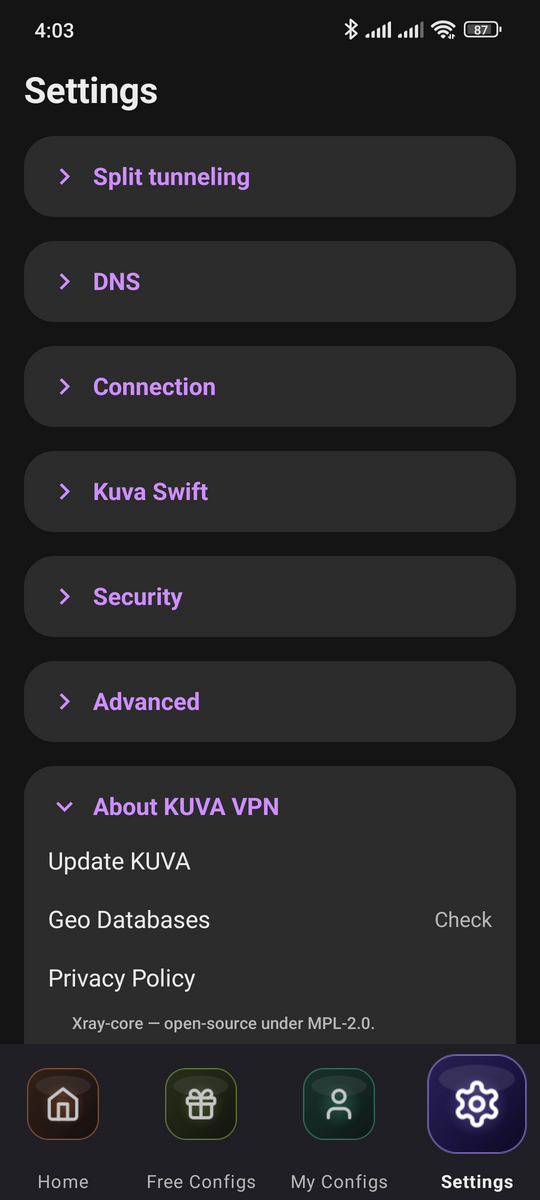 4:03
87
Settings
Split tunneling
DNS
Connection
Kuva Swift
Security
Advanced
About KUVA VPN
Update KUVA
Geo Databases Check
Privacy Policy
Xray-core — open-source under MPL-2.0.
Home Free Configs My Configs Settings